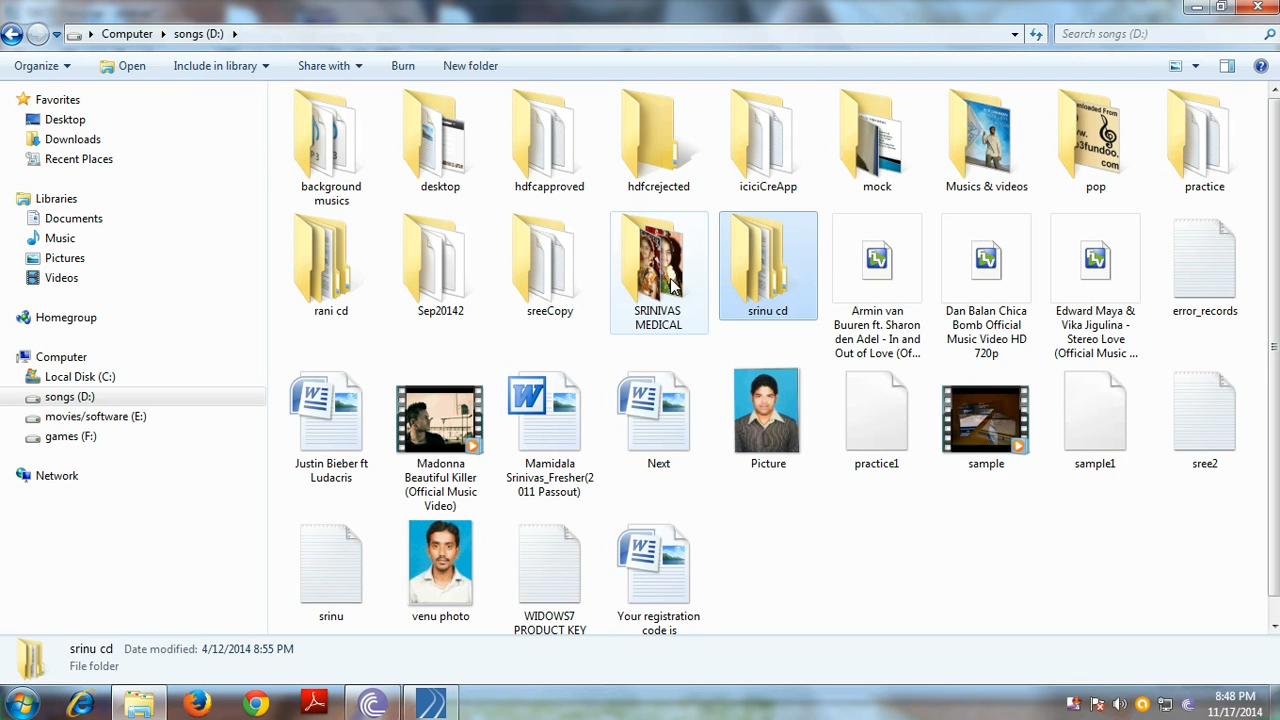 Computer songs (D:)
Search songs (D:)
Organize Open Include in library Share with Burn New folder
Favorites
Desktop
Downloads
Recent Places
Libraries
Documents
Music
Pictures
Videos
Homegroup
Computer
Local Disk (C:)
songs (D:)
movies/software (E:)
games (F:)
Network
background
musics
desktop
hdfcapproved
hdfcrejected
iciciCreApp
mock
Musics & videos
pop
ownloaded From
com
practice
rani cd
Sep20142
sreeCopy
SRINIVAS
MEDICAL
srinu cd
Armin van
Buuren ft. Sharon
den Adel - In and
Out of Love (Of...
Dan Balan Chica
Bomb Official
Music Video HD
720p
Edward Maya &
Vika Jigulina -
Stereo Love
(Official Music ...
error_records
Justin Bieber ft
Ludacris
Madonna
Beautiful Killer
(Official Music
Video)
Mamidala
Srinivas_Fresher(2
011 Passout)
Next
Picture
practice1
sample
sample1
sree2
srinu
venu photo
WIDOWS7
PRODUCT KEY
Your registration
code is
srinu cd Date modified: 4/12/2014 8:55 PM
File folder
8:48 PM
11/17/2014